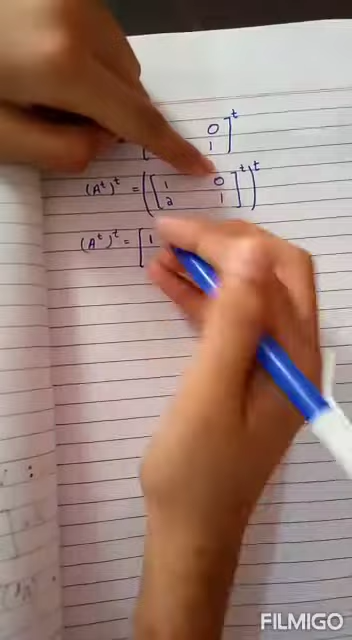 = [ 0
1 ]ᵗ
(Aᵗ)ᵗ = ([ 1 0
2 1 ]ᵗ)ᵗ
(Aᵗ)ᵗ = [ 1
FILMIGO